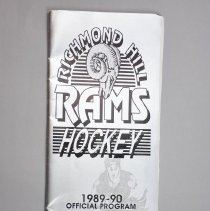 RICHMOND HILL
RAMS
HOCKEY
1989-90
OFFICIAL PROGRAM